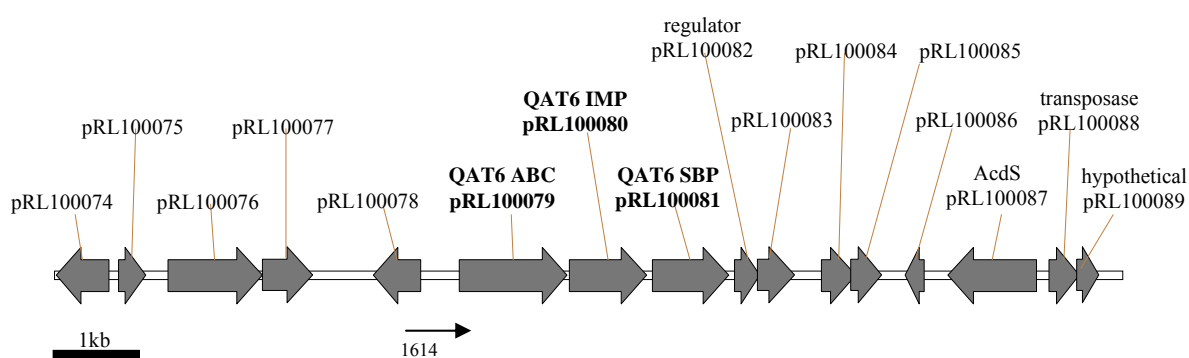 regulator
pRL100082
pRL100084
pRL100085
QAT6 IMP
pRL100080
transposase
pRL100088
pRL100075
pRL100077
pRL100083
pRL100086
QAT6 ABC
pRL100079
QAT6 SBP
pRL100081
AcdS
pRL100087
hypothetical
pRL100089
pRL100074
pRL100076
pRL100078
1kb
1614